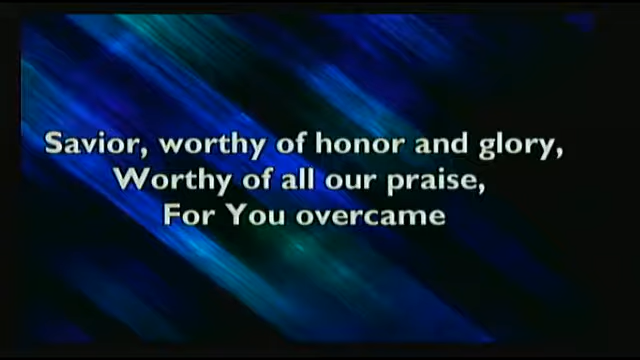 Savior, worthy of honor and glory,
Worthy of all our praise,
For You overcame